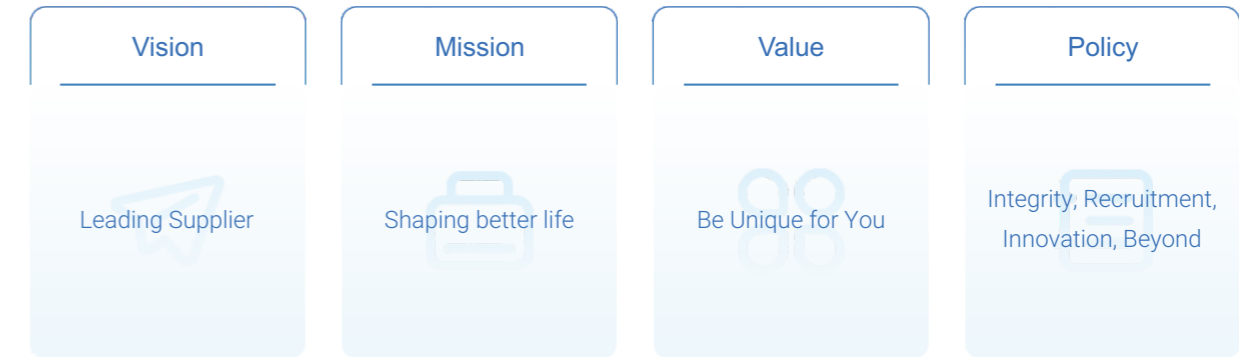 Vision
Leading Supplier
Mission
Shaping better life
Value
Be Unique for You
Policy
Integrity, Recruitment,
Innovation, Beyond